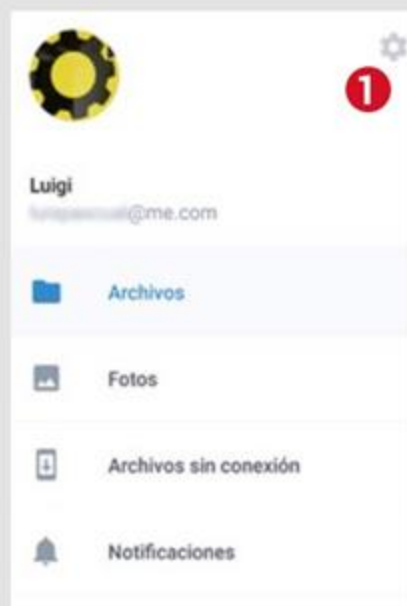 1
Luigi
@me.com
Archivos
Fotos
Archivos sin conexión
Notificaciones